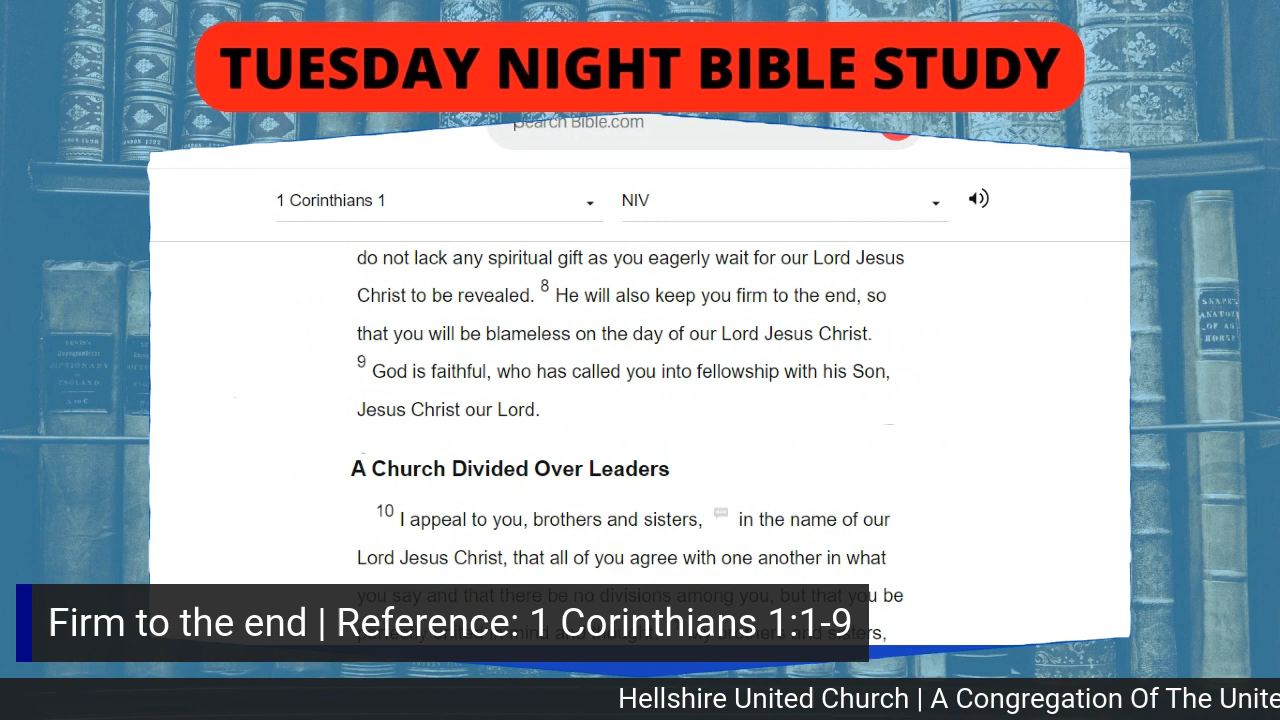 TUESDAY NIGHT BIBLE STUDY
Search Bible.com
1 Corinthians 1
NIV
do not lack any spiritual gift as you eagerly wait for our Lord Jesus
Christ to be revealed. 8 He will also keep you firm to the end, so
that you will be blameless on the day of our Lord Jesus Christ.
9 God is faithful, who has called you into fellowship with his Son,
Jesus Christ our Lord.
A Church Divided Over Leaders
10 I appeal to you, brothers and sisters, in the name of our
Lord Jesus Christ, that all of you agree with one another in what
you say and that there be no divisions among you, but that you be
Firm to the end | Reference: 1 Corinthians 1:1-9
Hellshire United Church | A Congregation Of The Unite